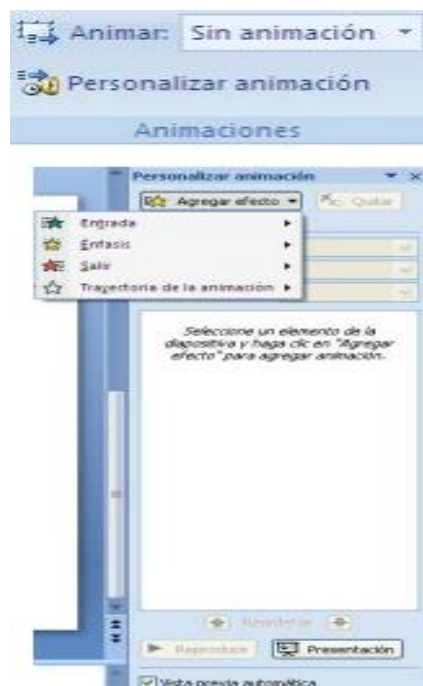 Animar: Sin animación
Personalizar animación
Animaciones
Personalizar animación
Agregar efecto
Quitar
Entrada
Énfasis
Salir
Trayectoria de la animación
Seleccione un elemento de la
diapositiva y haga clic en "Agregar
efecto" para agregar animación.
Reordenar
Reproducir
Presentación
Vista previa automática